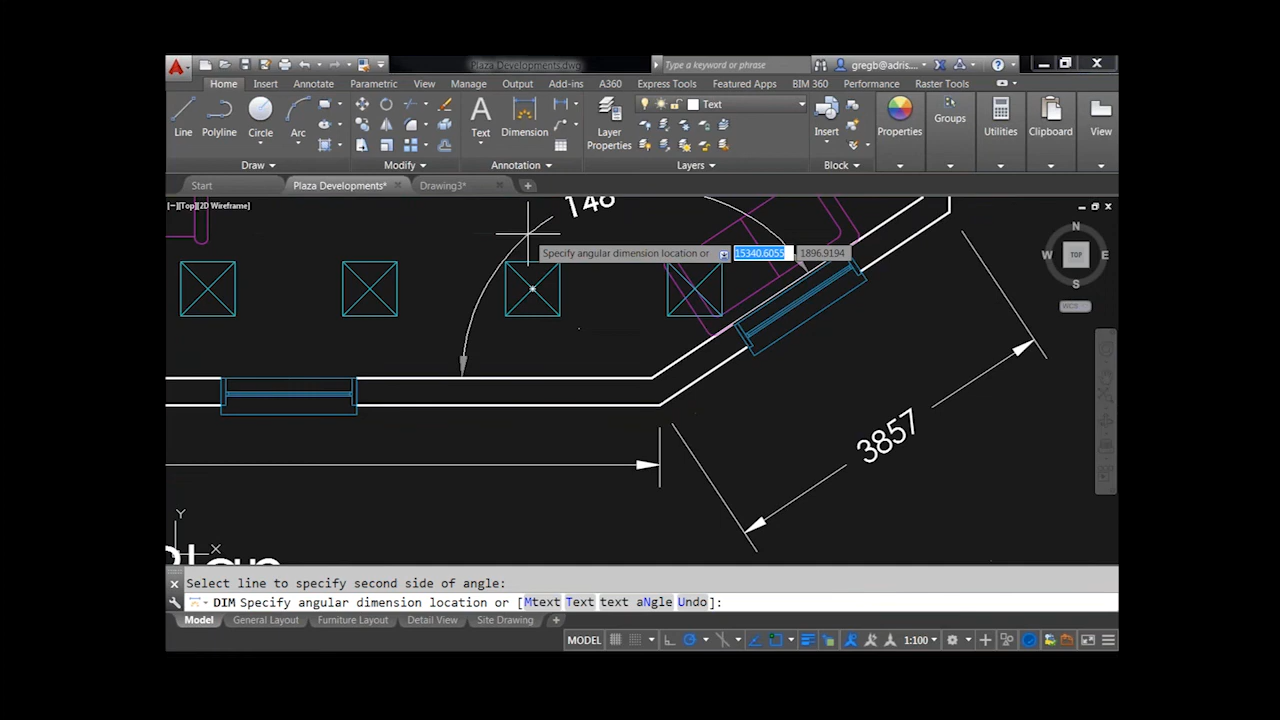 Plaza Developments.dwg
Type a keyword or phrase
gregb@adris...
Home Insert Annotate Parametric View Manage Output Add-ins A360 Express Tools Featured Apps BIM 360 Performance Raster Tools
Line Polyline Circle Arc
Text Dimension
Layer Properties
Text
Insert
Properties
Groups
Utilities
Clipboard
View
Draw Modify Annotation Layers Block
Start Plaza Developments* Drawing3*
[−][Top][2D Wireframe]
N
W TOP E
S
WCS
Specify angular dimension location or 15340.6055 1896.9194
3857
Y
X
Select line to specify second side of angle:
DIM Specify angular dimension location or [Mtext Text text aNgle Undo]:
Model General Layout Furniture Layout Detail View Site Drawing
MODEL 1:100